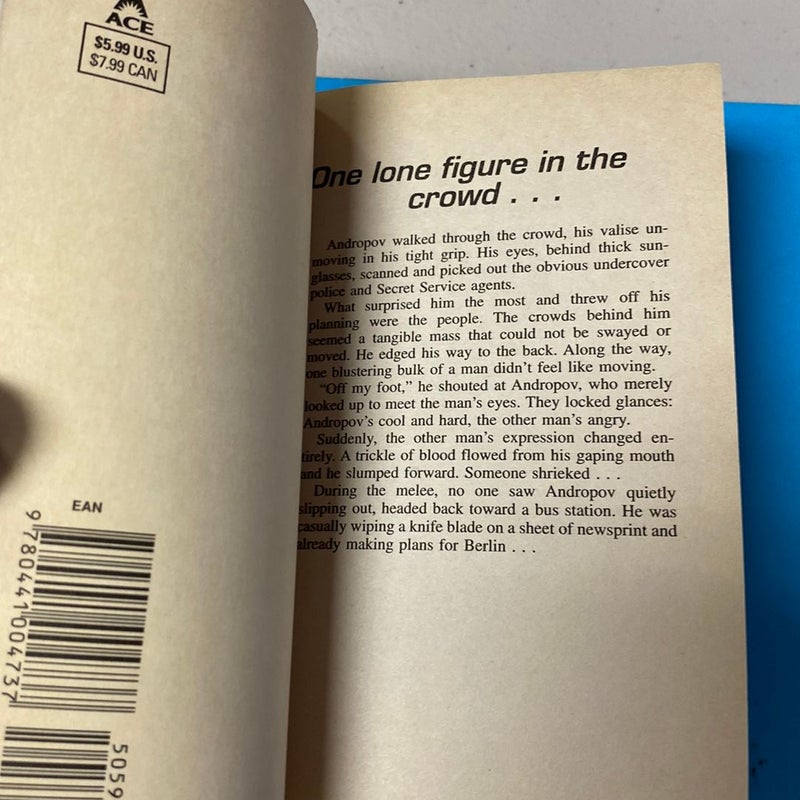 ACE
$5.99 U.S.
$7.99 CAN
EAN
9780441004737
5059
One lone figure in the
crowd . . .
Andropov walked through the crowd, his valise un-
moving in his tight grip. His eyes, behind thick sun-
glasses, scanned and picked out the obvious undercover
police and Secret Service agents.
What surprised him the most and threw off his
planning were the people. The crowds behind him
seemed a tangible mass that could not be swayed or
moved. He edged his way to the back. Along the way,
one blustering bulk of a man didn't feel like moving.
"Off my foot," he shouted at Andropov, who merely
looked up to meet the man's eyes. They locked glances:
Andropov's cool and hard, the other man's angry.
Suddenly, the other man's expression changed en-
tirely. A trickle of blood flowed from his gaping mouth
and he slumped forward. Someone shrieked . . .
During the melee, no one saw Andropov quietly
slipping out, headed back toward a bus station. He was
casually wiping a knife blade on a sheet of newsprint and
already making plans for Berlin . . .